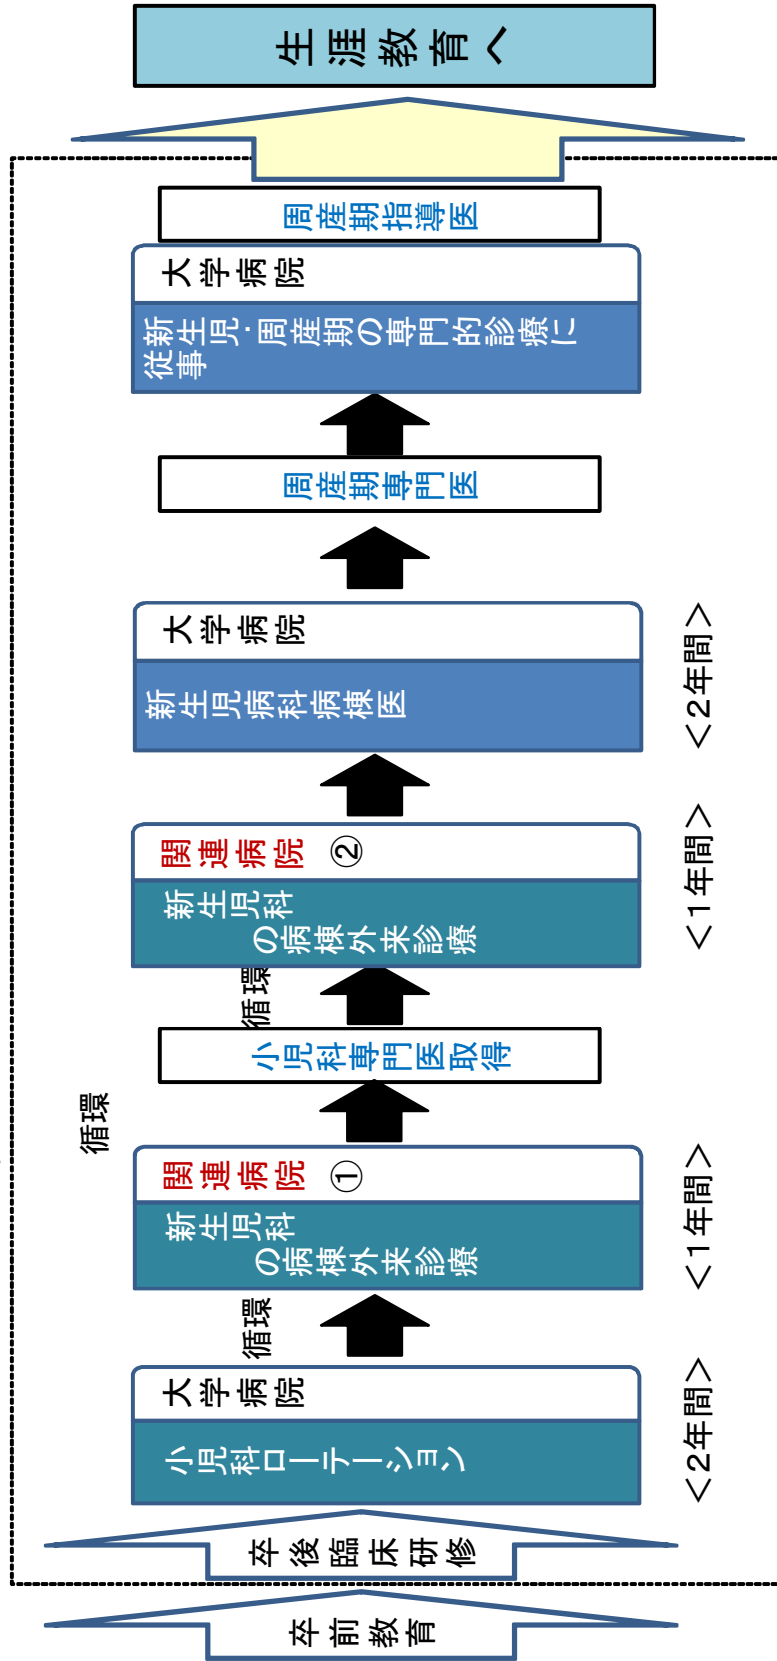 卒前教育
卒後臨床研修
大学病院
小児科ローテーション
＜2年間＞
循環
関連病院 ①
新生児科
の病棟外来診療
＜1年間＞
循環
小児科専門医取得
循環
関連病院 ②
新生児科
の病棟外来診療
＜1年間＞
大学病院
新生児病科病棟医
＜2年間＞
周産期専門医
大学病院
新生児・周産期の専門的診療に
従事
周産期指導医
生涯教育へ